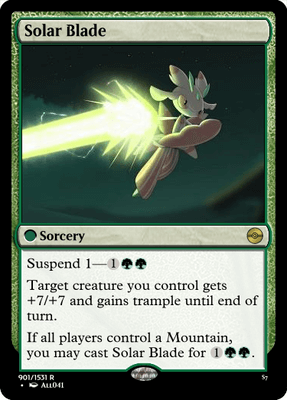 Solar Blade
Sorcery
Suspend 1—1
Target creature you control gets
+7/+7 and gains trample until end
of turn.
If all players control a Mountain,
you may cast Solar Blade for 1.
901/1531 R
S7
• ALL041